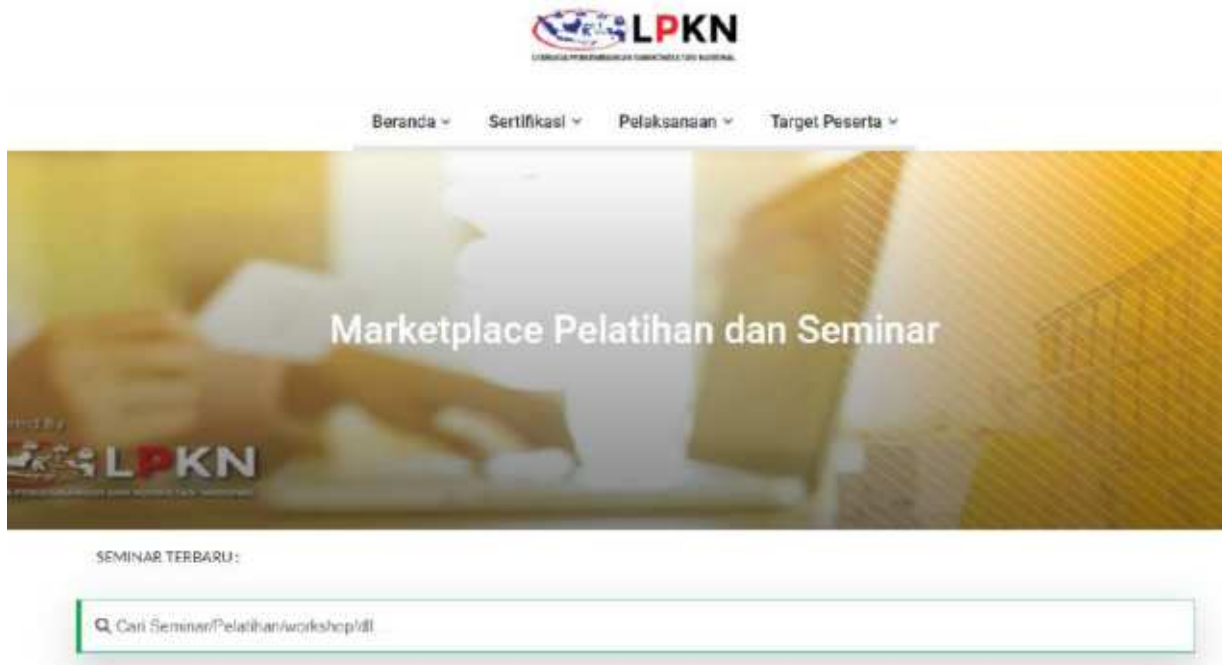 LPKN
Beranda Sertifikasi Pelaksanaan Target Peserta
Marketplace Pelatihan dan Seminar
LPKN
SEMINAR TERBARU :
Cari Seminar/Pelatihan/workshop/dll